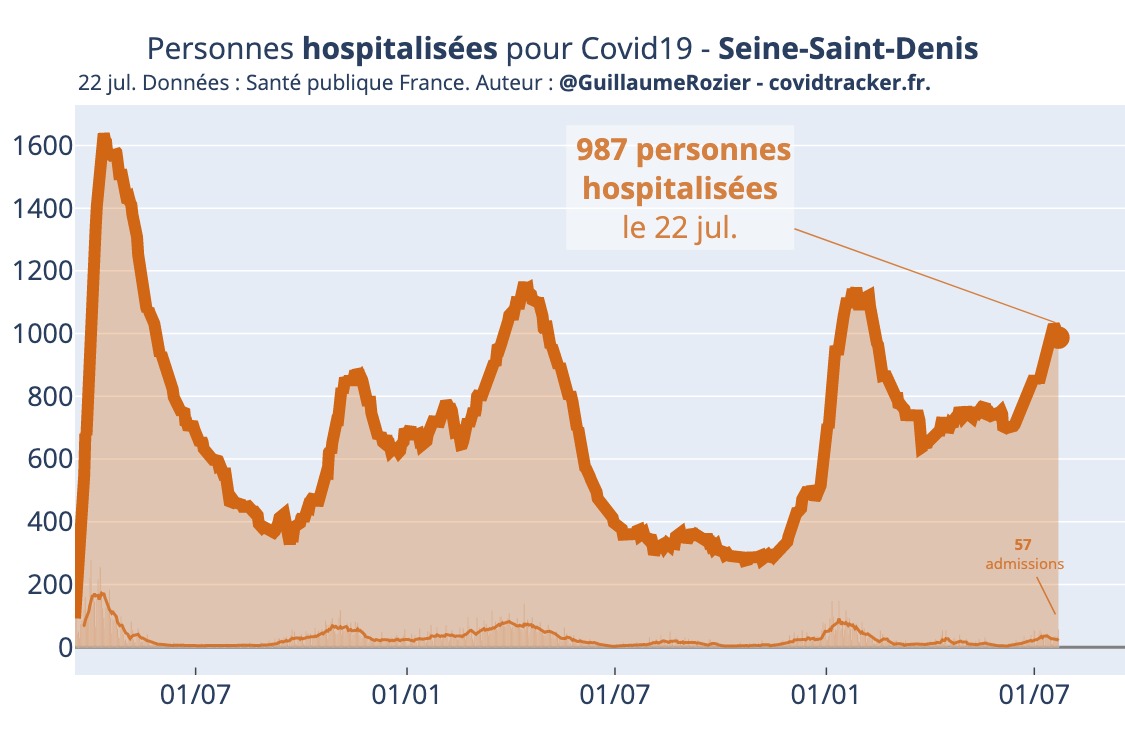 Personnes hospitalisées pour Covid19 - Seine-Saint-Denis
22 jul. Données : Santé publique France. Auteur : @GuillaumeRozier - covidtracker.fr.
1600
1400
1200
1000
800
600
400
200
0
987 personnes
hospitalisées
le 22 jul.
57
admissions
01/07
01/01
01/07
01/01
01/07